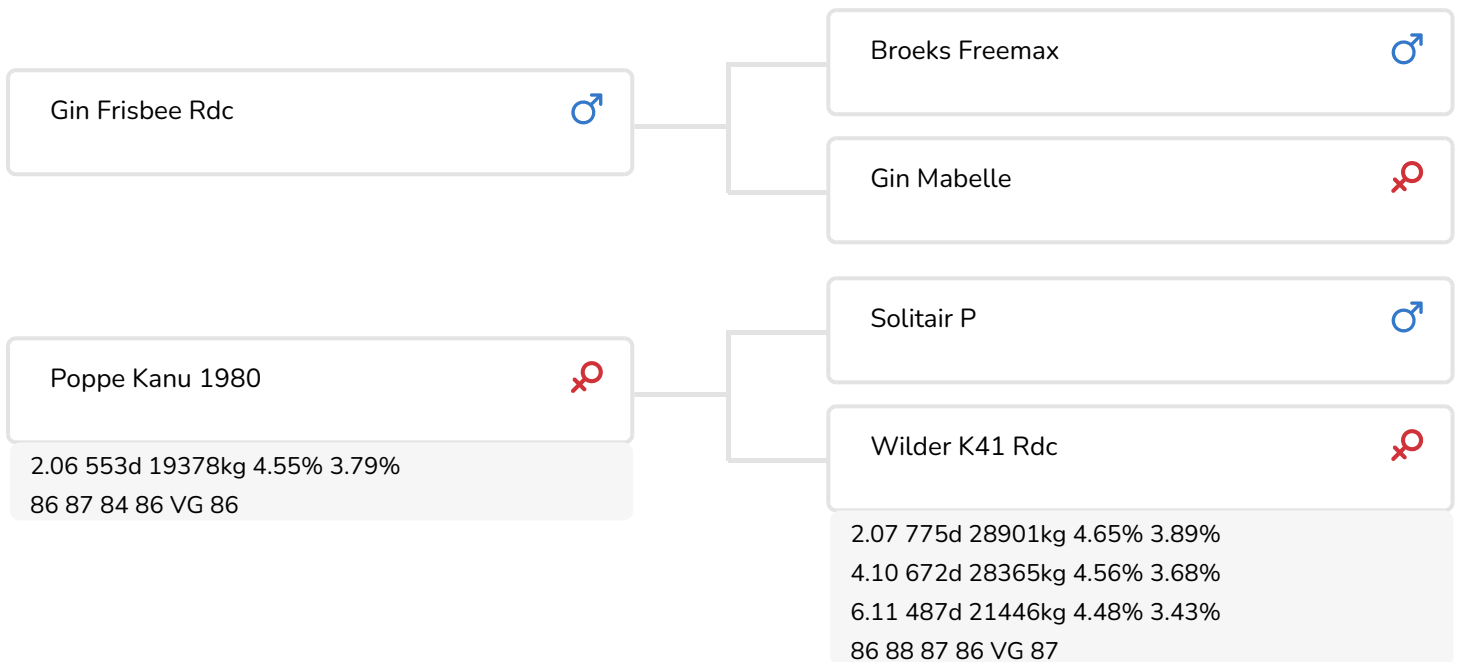 Gin Frisbee Rdc
Broeks Freemax
Gin Mabelle
Poppe Kanu 1980
2.06 553d 19378kg 4.55% 3.79%
86 87 84 86 VG 86
Solitair P
Wilder K41 Rdc
2.07 775d 28901kg 4.65% 3.89%
4.10 672d 28365kg 4.56% 3.68%
6.11 487d 21446kg 4.48% 3.43%
86 88 87 86 VG 87